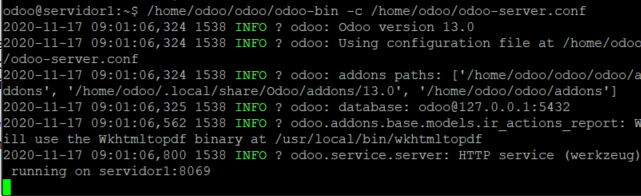 odoo@servidor1:~$ /home/odoo/odoo/odoo-bin -c /home/odoo/odoo-server.conf
2020-11-17 09:01:06,324 1538 INFO ? odoo: Odoo version 13.0
2020-11-17 09:01:06,324 1538 INFO ? odoo: Using configuration file at /home/odoo
/odoo-server.conf
2020-11-17 09:01:06,324 1538 INFO ? odoo: addons paths: ['/home/odoo/odoo/odoo/a
ddons', '/home/odoo/.local/share/Odoo/addons/13.0', '/home/odoo/odoo/addons']
2020-11-17 09:01:06,325 1538 INFO ? odoo: database: odoo@127.0.0.1:5432
2020-11-17 09:01:06,562 1538 INFO ? odoo.addons.base.models.ir_actions_report: W
ill use the Wkhtmltopdf binary at /usr/local/bin/wkhtmltopdf
2020-11-17 09:01:06,800 1538 INFO ? odoo.service.server: HTTP service (werkzeug)
running on servidor1:8069